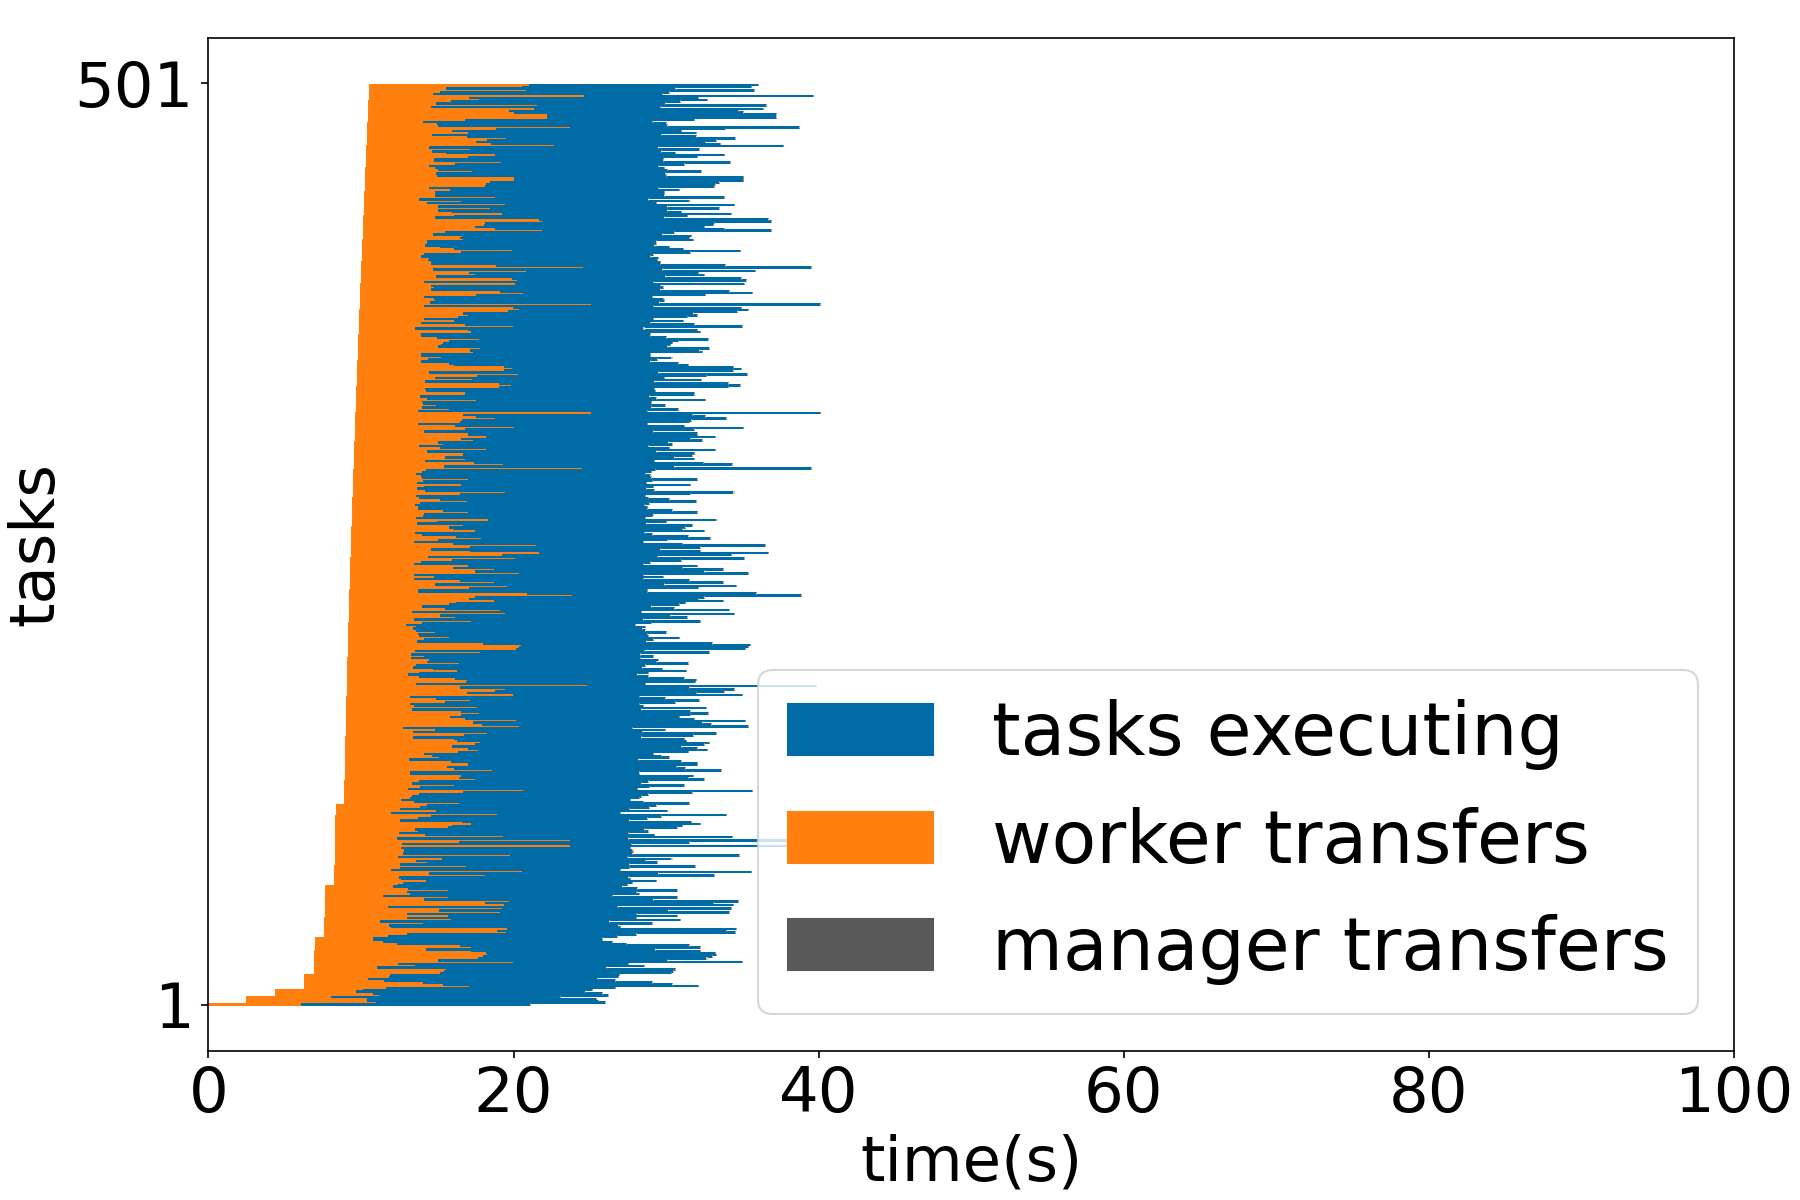 501
tasks
1
tasks executing
worker transfers
manager transfers
0 20 40 60 80 100
time(s)